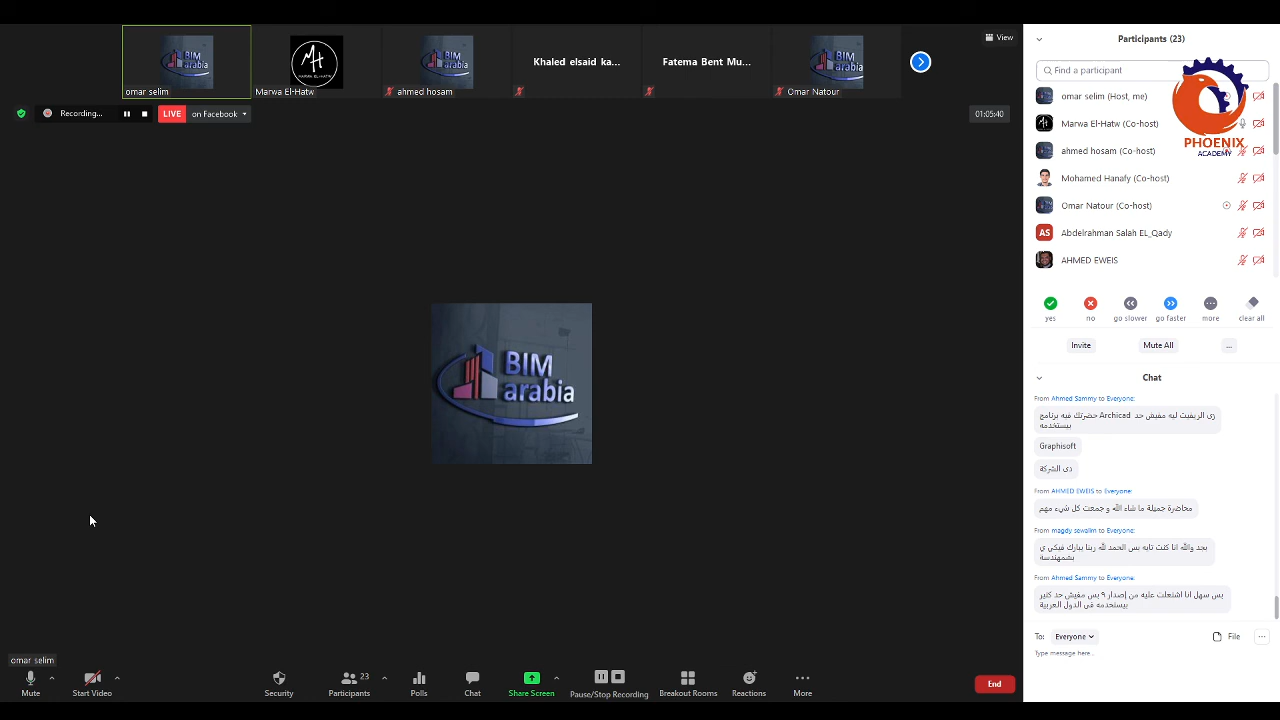 View
omar selim
Marwa El-Hatw
ahmed hosam
Khaled elsaid ka...
Fatema Bent Mu...
Omar Natour
Recording...
LIVE
on Facebook
01:05:40
BIM
arabia
omar selim
Mute
Start Video
Security
Participants
23
Polls
Chat
Share Screen
Pause/Stop Recording
Breakout Rooms
Reactions
More
End
Participants (23)
Find a participant
omar selim (Host, me)
Marwa El-Hatw (Co-host)
ahmed hosam (Co-host)
Mohamed Hanafy (Co-host)
Omar Natour (Co-host)
AS
Abdelrahman Salah EL_Qady
AHMED EWEIS
PHOENIX
ACADEMY
yes
no
go slower
go faster
more
clear all
Invite
Mute All
...
Chat
From Ahmed Sammy to Everyone:
حضرتك فيه برنامج Archicad زى الريفيت ليه مفيش حد
بيستخدمه
Graphisoft
دى الشركة
From AHMED EWEIS to Everyone:
محاضرة جميلة ما شاء الله و جمعت كل شيء مهم
From magdy sewalim to Everyone:
بجد والله انا كنت تايه بس الحمد لله ربنا يبارك فيكي ي
بشمهندسة
From Ahmed Sammy to Everyone:
بس سهل انا اشتغلت عليه من إصدار ٩ بس مفيش حد كتير
بيستخدمه فى الدول العربية
To:
Everyone
File
Type message here...